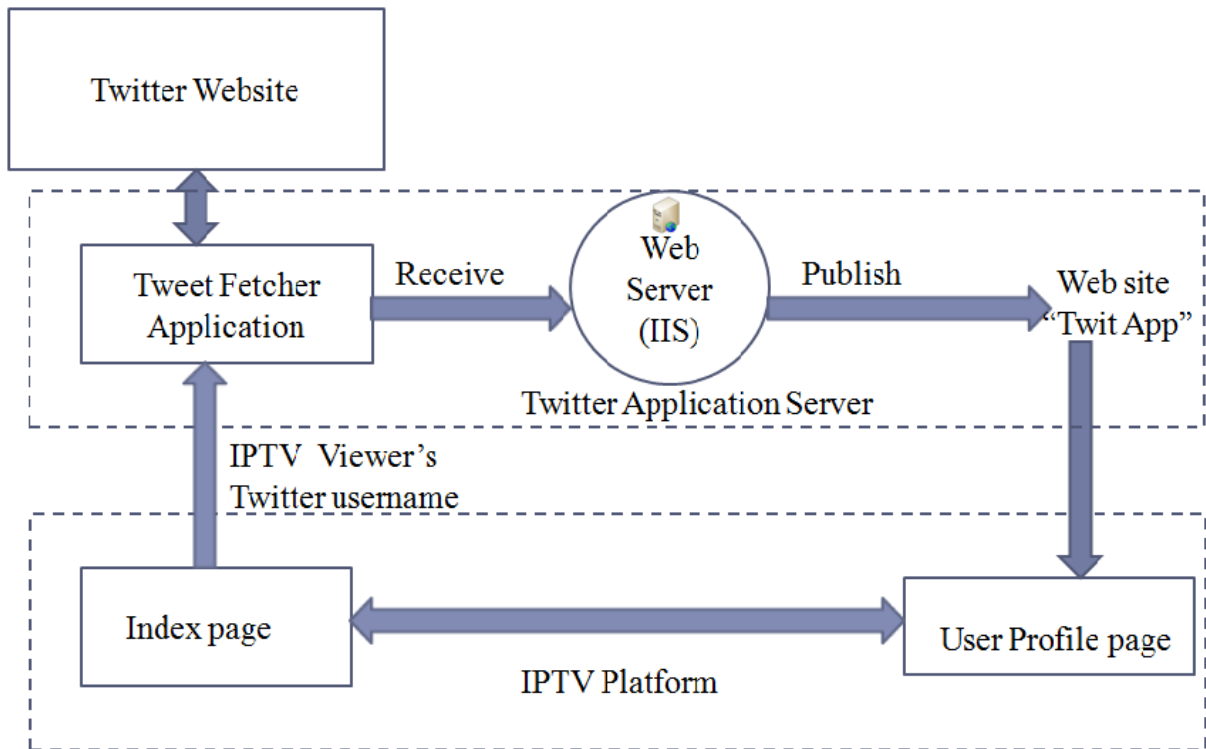 Twitter Website
Tweet Fetcher
Application
Receive
Web
Server
(IIS)
Publish
Web site
“Twit App”
Twitter Application Server
IPTV Viewer’s
Twitter username
Index page
User Profile page
IPTV Platform